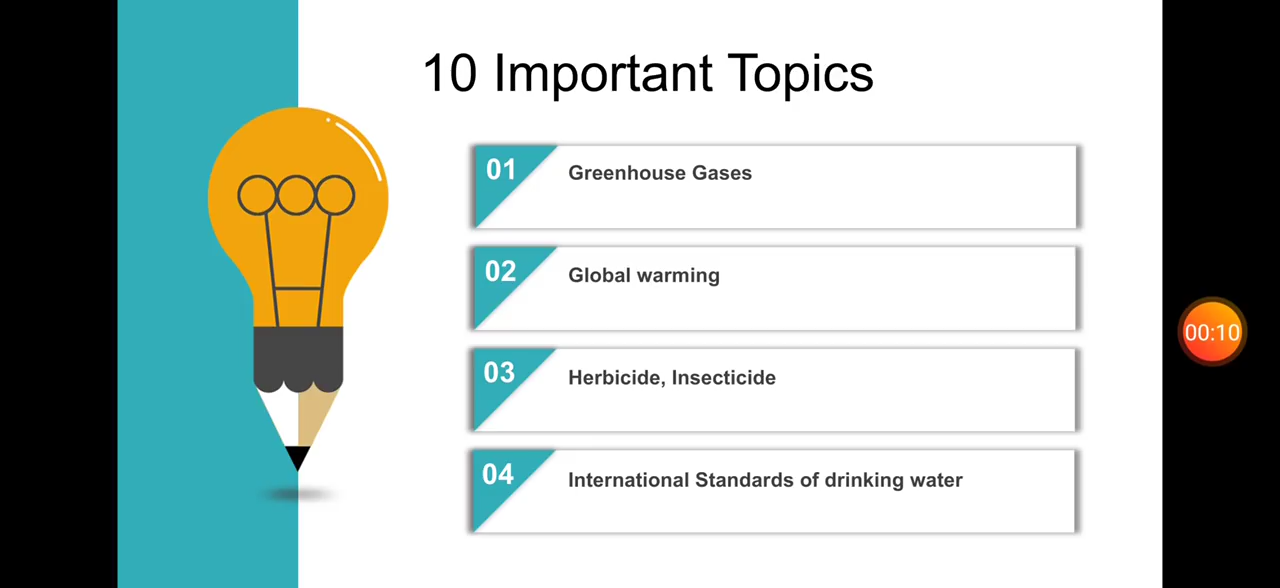 10 Important Topics
01
Greenhouse Gases
02
Global warming
03
Herbicide, Insecticide
04
International Standards of drinking water
00:10